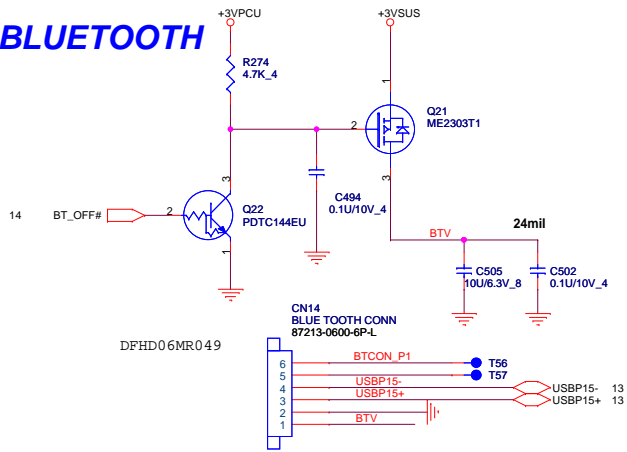 BLUETOOTH
+3VPCU
+3VSUS
R274
4.7K_4
1
Q21
ME2303T1
2
3
3
C494
0.1U/10V_4
14 BT_OFF# 2
Q22
PDTC144EU
1
24mil
BTV
C505
10U/6.3V_8
C502
0.1U/10V_4
CN14
BLUE TOOTH CONN
87213-0600-6P-L
DFHD06MR049
6 BTCON_P1 T56
5 T57
4 USBP15- USBP15- 13
3 USBP15+ USBP15+ 13
2
1 BTV